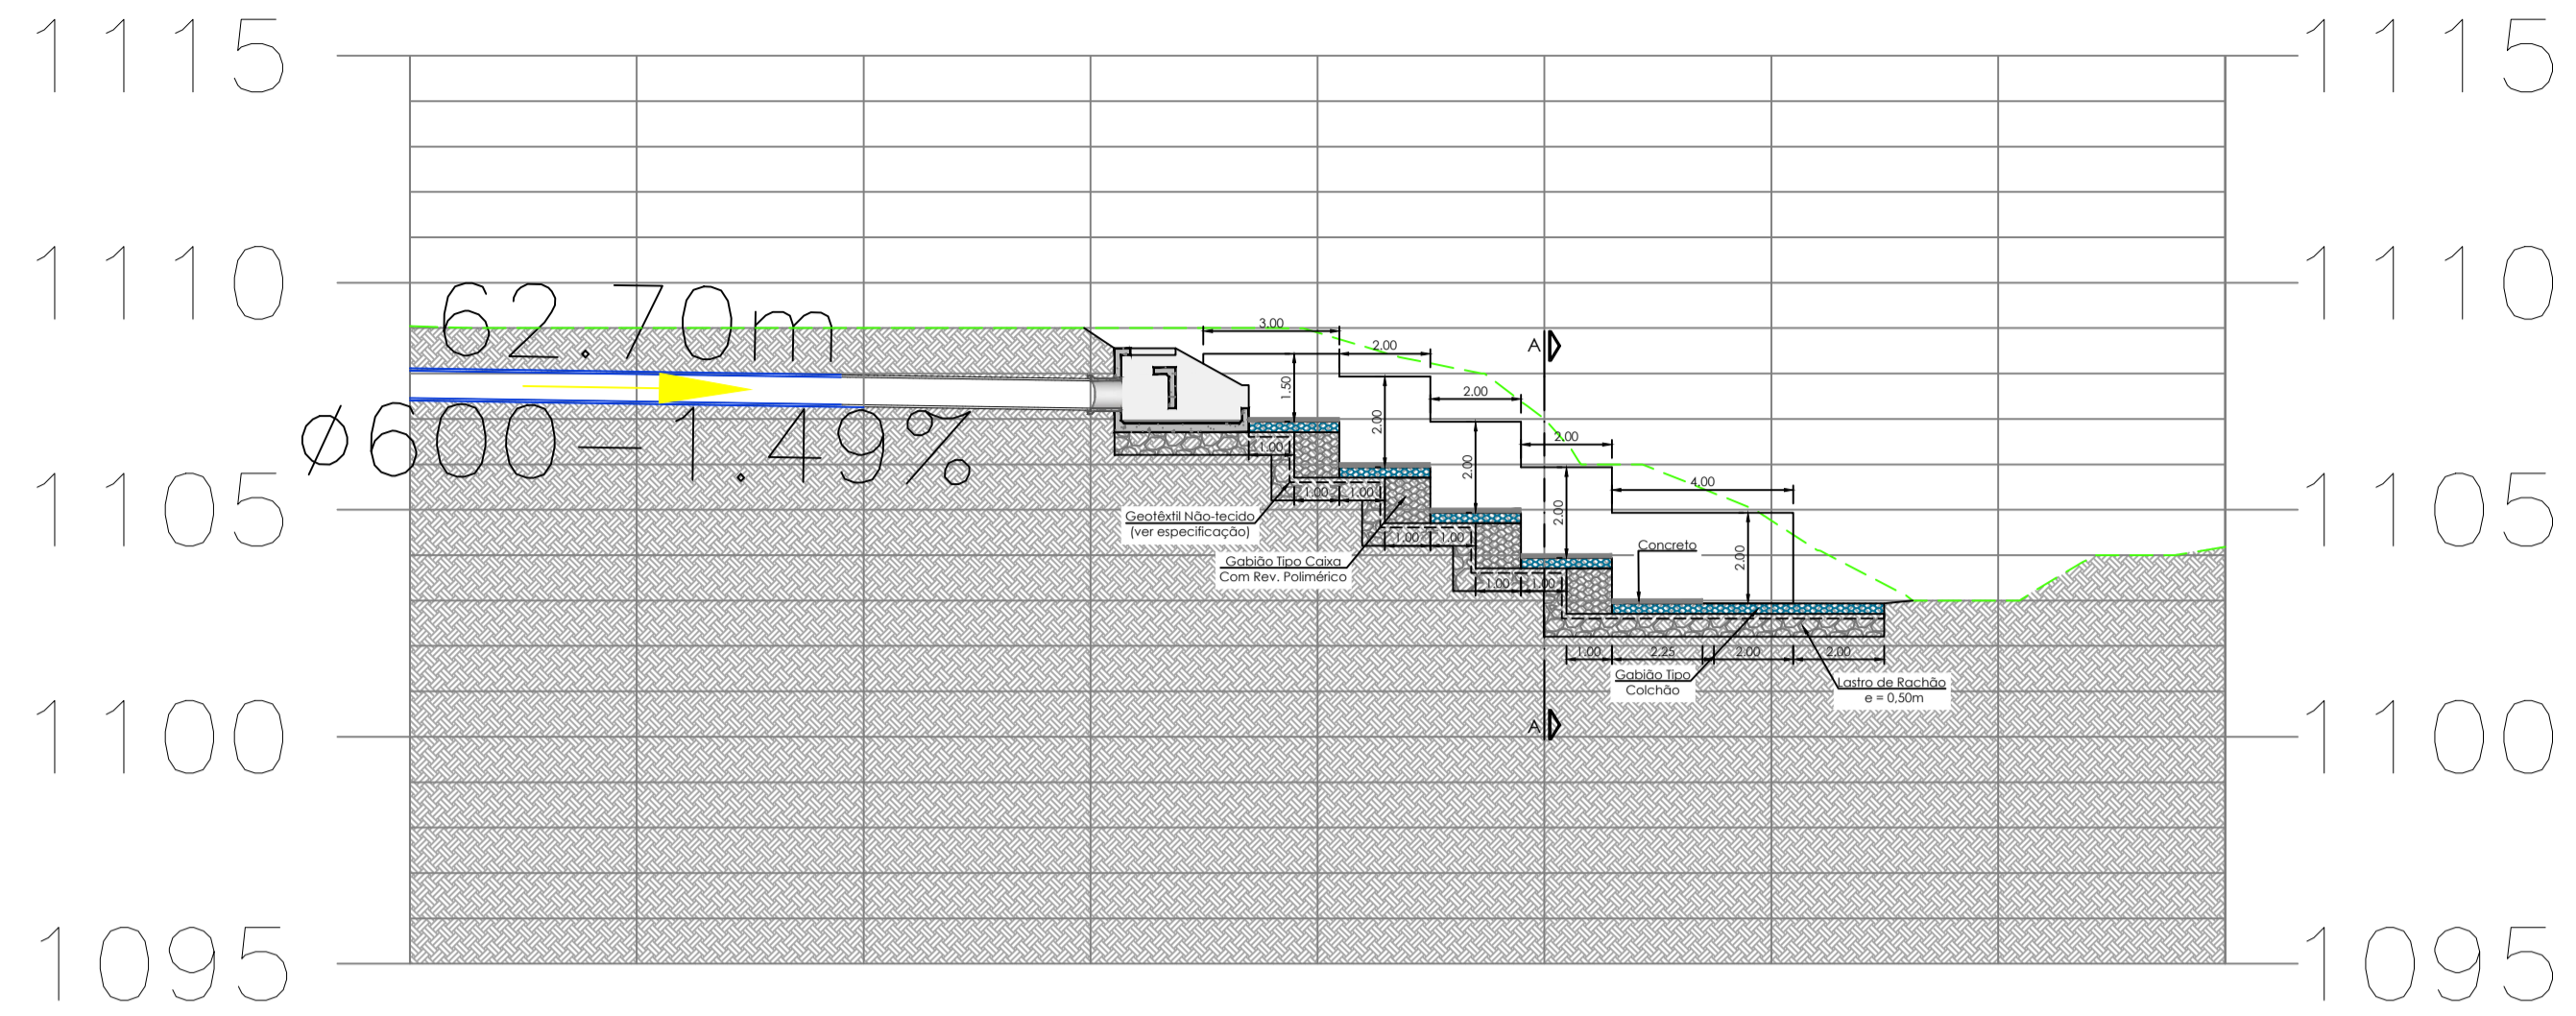 1115
1115
1110
1110
62.70m
3.00
A
2.00
1.50
2.00
2.00
Ø600-1.49%
2.00
2.00
1.00
2.00
1105
1105
4.00
1.00
1.00
2.00
Geotêxtil Não-tecido
(ver especificação)
1.00
1.00
Concreto
2.00
Gabião Tipo Caixa
Com Rev. Polimérico
1.00
1.00
1.00
2.25
2.00
2.00
Gabião Tipo
Colchão
Lastro de Rachão
e = 0,50m
A
1100
1100
1095
1095